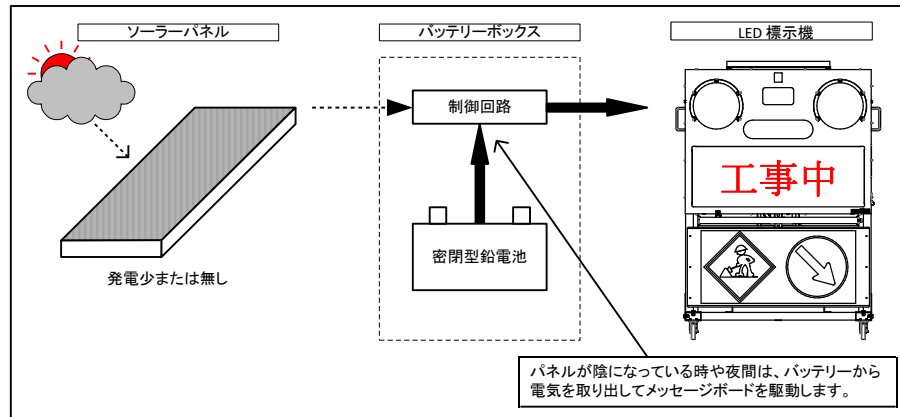 ソーラーパネル
バッテリーボックス
LED 標示機
制御回路
工事中
密閉型鉛電池
発電少または無し
パネルが陰になっている時や夜間は、バッテリーから
電気を取り出してメッセージボードを駆動します。